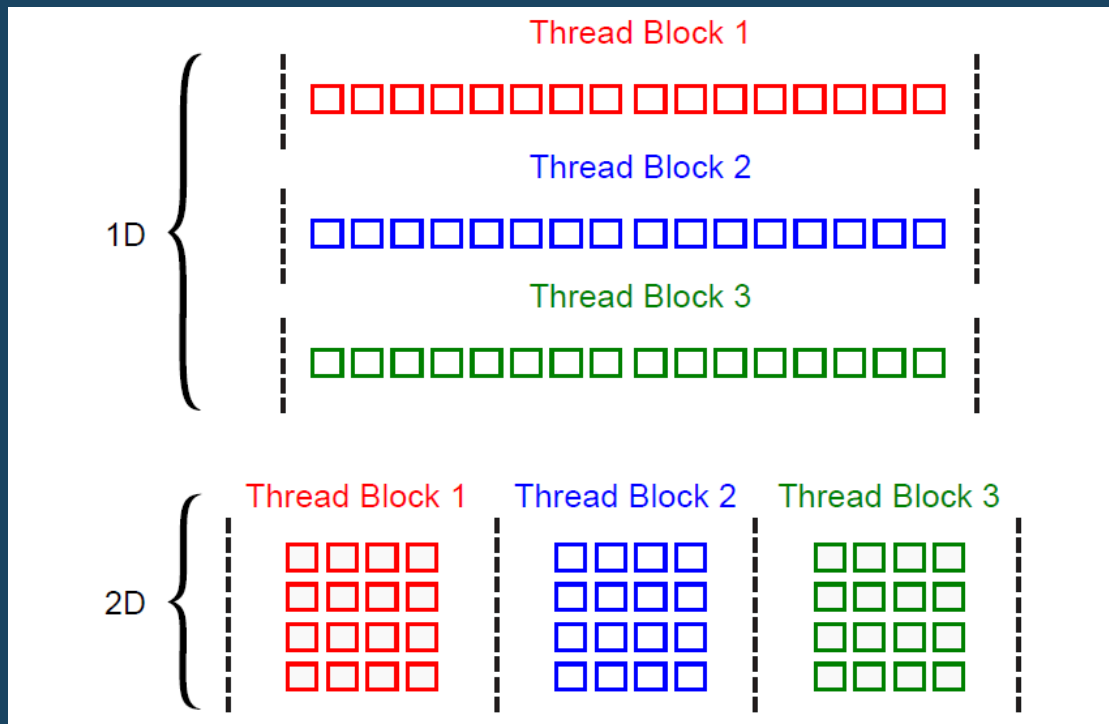 Thread Block 1
Thread Block 2
1D
Thread Block 3
Thread Block 1 Thread Block 2 Thread Block 3
2D